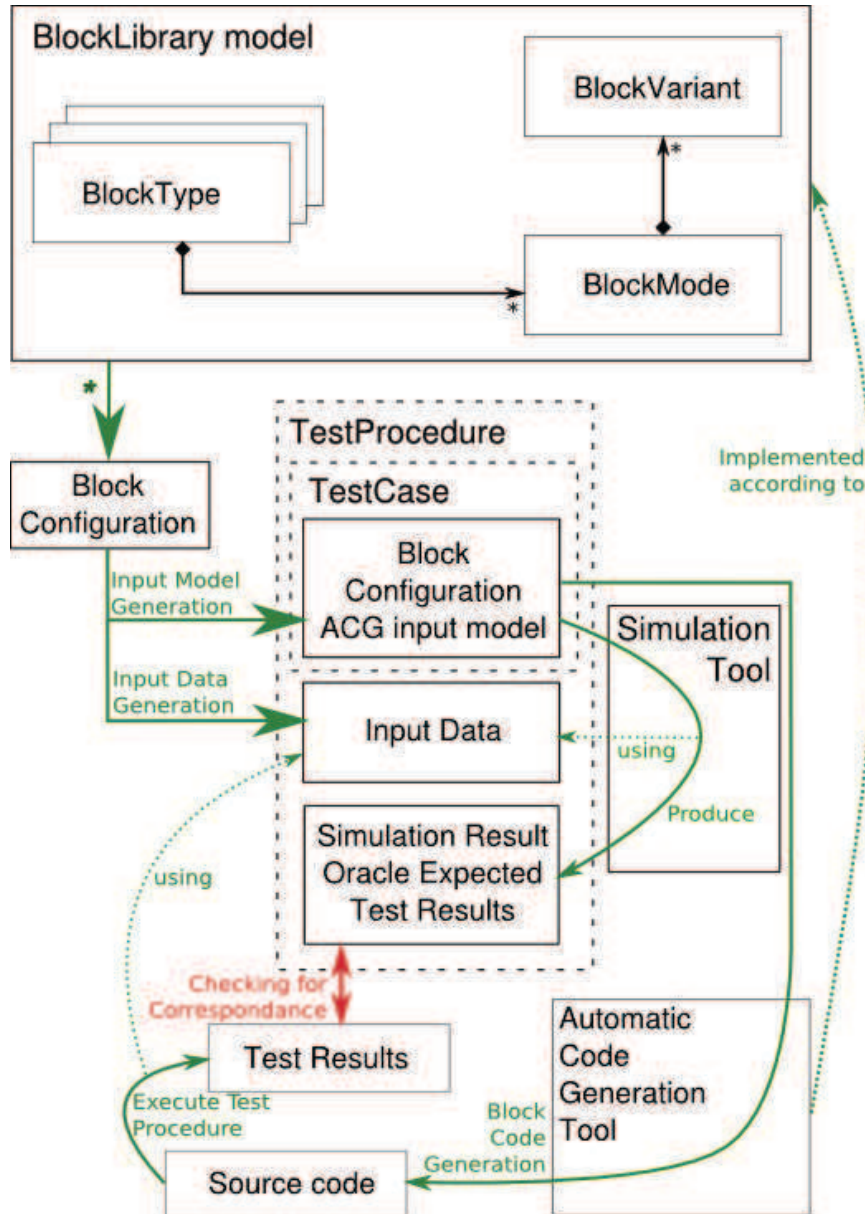 BlockLibrary model
BlockVariant
*
BlockType
BlockMode
*
*
TestProcedure
Implemented
according to
Block
Configuration
TestCase
Block
Configuration
ACG input model
Input Model
Generation
Simulation
Tool
Input Data
Generation
Input Data
using
Produce
Simulation Result
Oracle Expected
Test Results
using
Checking for
Correspondance
Automatic
Code
Generation
Tool
Test Results
Execute Test
Procedure
Block
Code
Generation
Source code